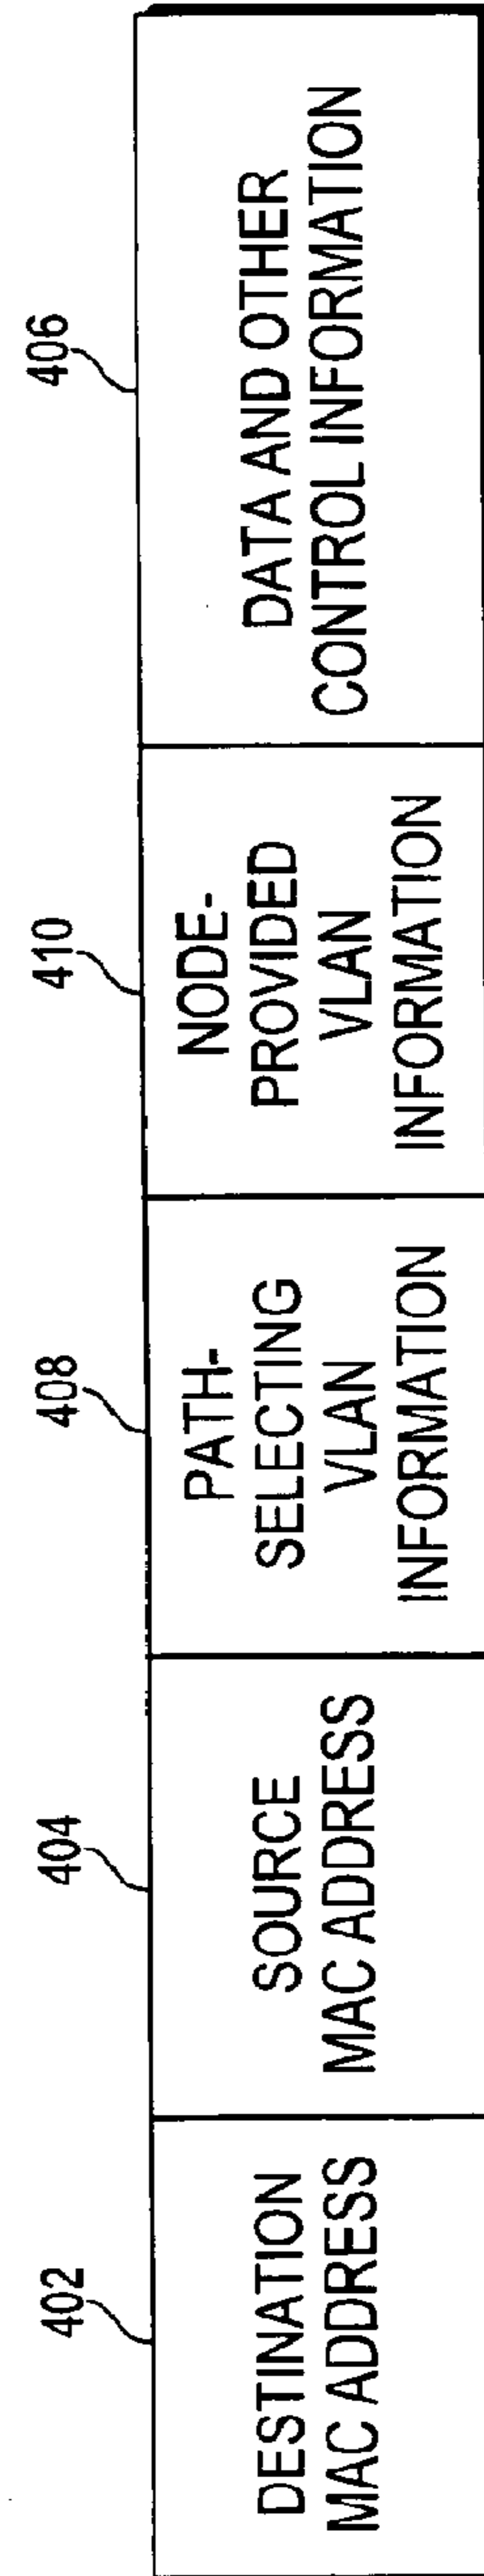 402
404
408
410
406
DESTINATION
MAC ADDRESS
SOURCE
MAC ADDRESS
PATH-
SELECTING
VLAN
INFORMATION
NODE-
PROVIDED
VLAN
INFORMATION
DATA AND OTHER
CONTROL INFORMATION